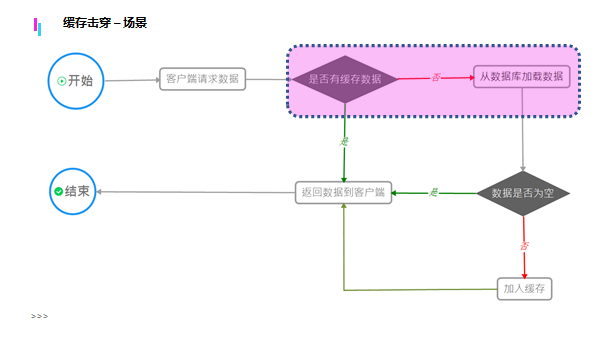 缓存击穿 – 场景
开始
客户端请求数据
是否有缓存数据
否
从数据库加载数据
是
结束
返回数据到客户端
是
数据是否为空
否
加入缓存
>>>